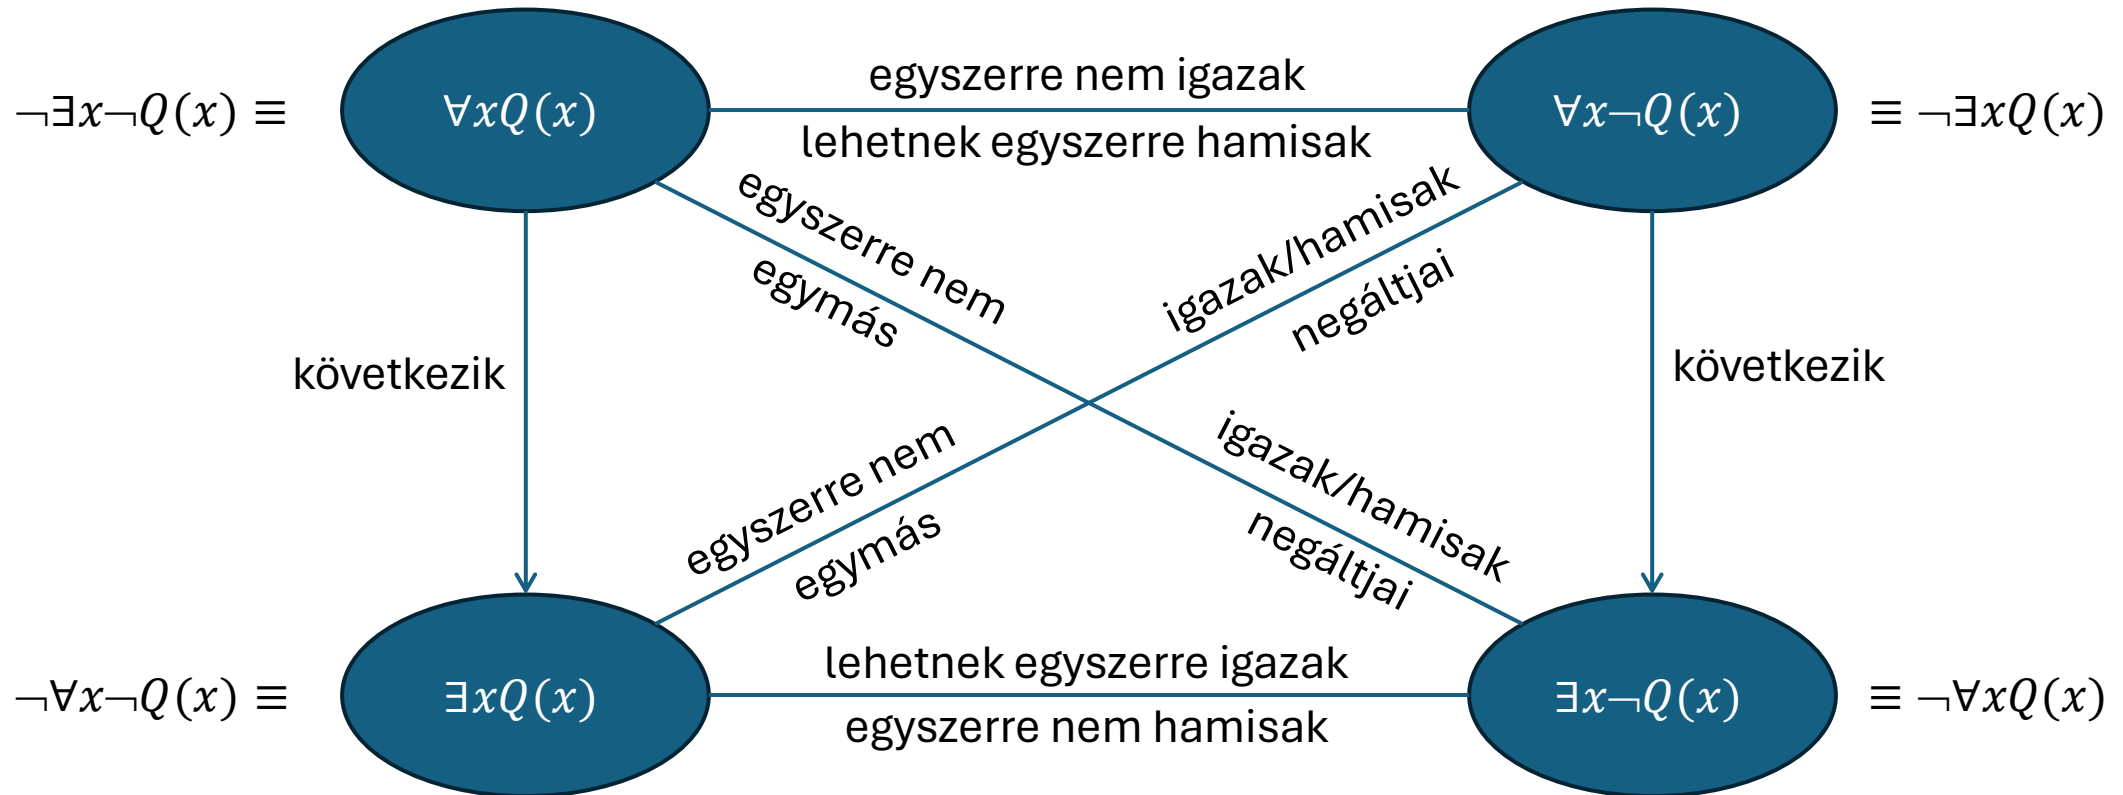 ¬∃x¬Q(x) ≡
∀xQ(x)
egyszerre nem igazak
lehetnek egyszerre hamisak
∀x¬Q(x)
≡ ¬∃xQ(x)
egyszerre nem
igazak/hamisak
egymás
negáltjai
egyszerre nem
igazak/hamisak
egymás
negáltjai
következik
következik
¬∀x¬Q(x) ≡
∃xQ(x)
lehetnek egyszerre igazak
egyszerre nem hamisak
∃x¬Q(x)
≡ ¬∀xQ(x)